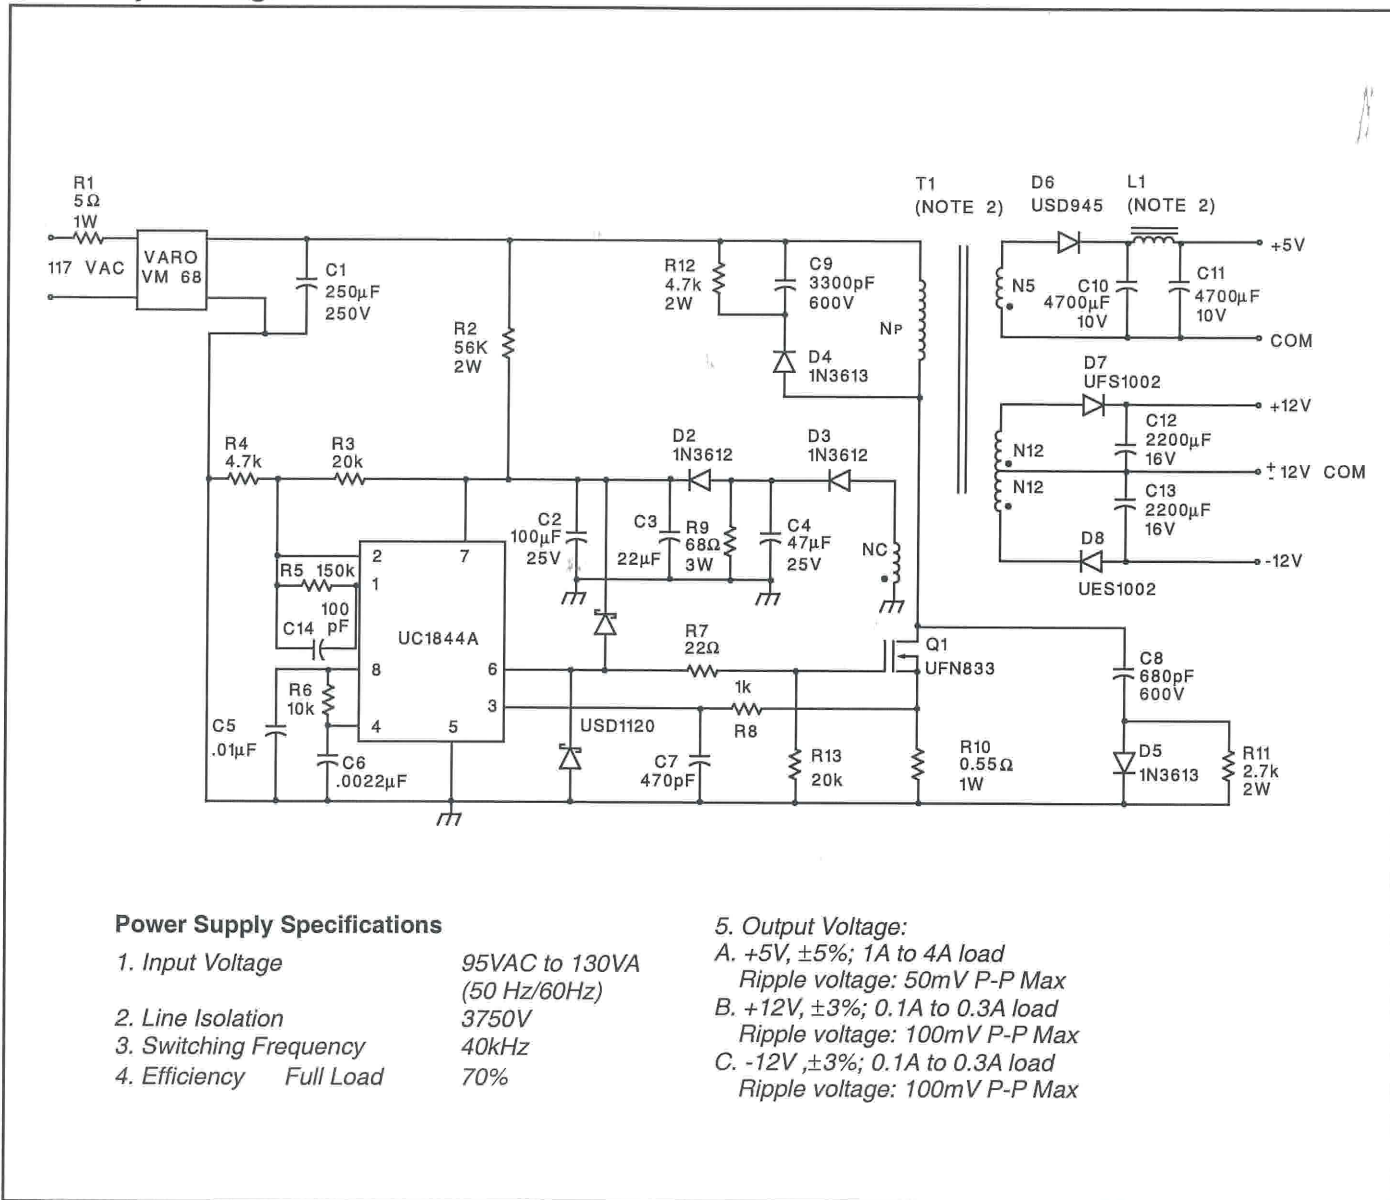 R1
5Ω
1W
117 VAC
VARO
VM 68
C1
250µF
250V
R2
56K
2W
R12
4.7k
2W
C9
3300pF
600V
D4
1N3613
T1
(NOTE 2)
NP
D6
USD945
L1
(NOTE 2)
+5V
N5
C10
4700µF
10V
C11
4700µF
10V
COM
D7
UFS1002
+12V
N12
C12
2200µF
16V
± 12V COM
N12
C13
2200µF
16V
D8
UES1002
-12V
R4
4.7k
R3
20k
D2
1N3612
D3
1N3612
C2
100µF
25V
C3
22µF
R9
68Ω
3W
C4
47µF
25V
NC
2
7
R5 150k
1
100
pF
C14
UC1844A
8
6
R6
10k
3
4
5
C5
.01µF
C6
.0022µF
USD1120
R7
22Ω
1k
R8
C7
470pF
R13
20k
Q1
UFN833
R10
0.55Ω
1W
C8
680pF
600V
D5
1N3613
R11
2.7k
2W
Power Supply Specifications
1. Input Voltage 95VAC to 130VA
(50 Hz/60Hz)
2. Line Isolation 3750V
3. Switching Frequency 40kHz
4. Efficiency Full Load 70%
5. Output Voltage:
A. +5V, ±5%; 1A to 4A load
Ripple voltage: 50mV P-P Max
B. +12V, ±3%; 0.1A to 0.3A load
Ripple voltage: 100mV P-P Max
C. -12V ,±3%; 0.1A to 0.3A load
Ripple voltage: 100mV P-P Max